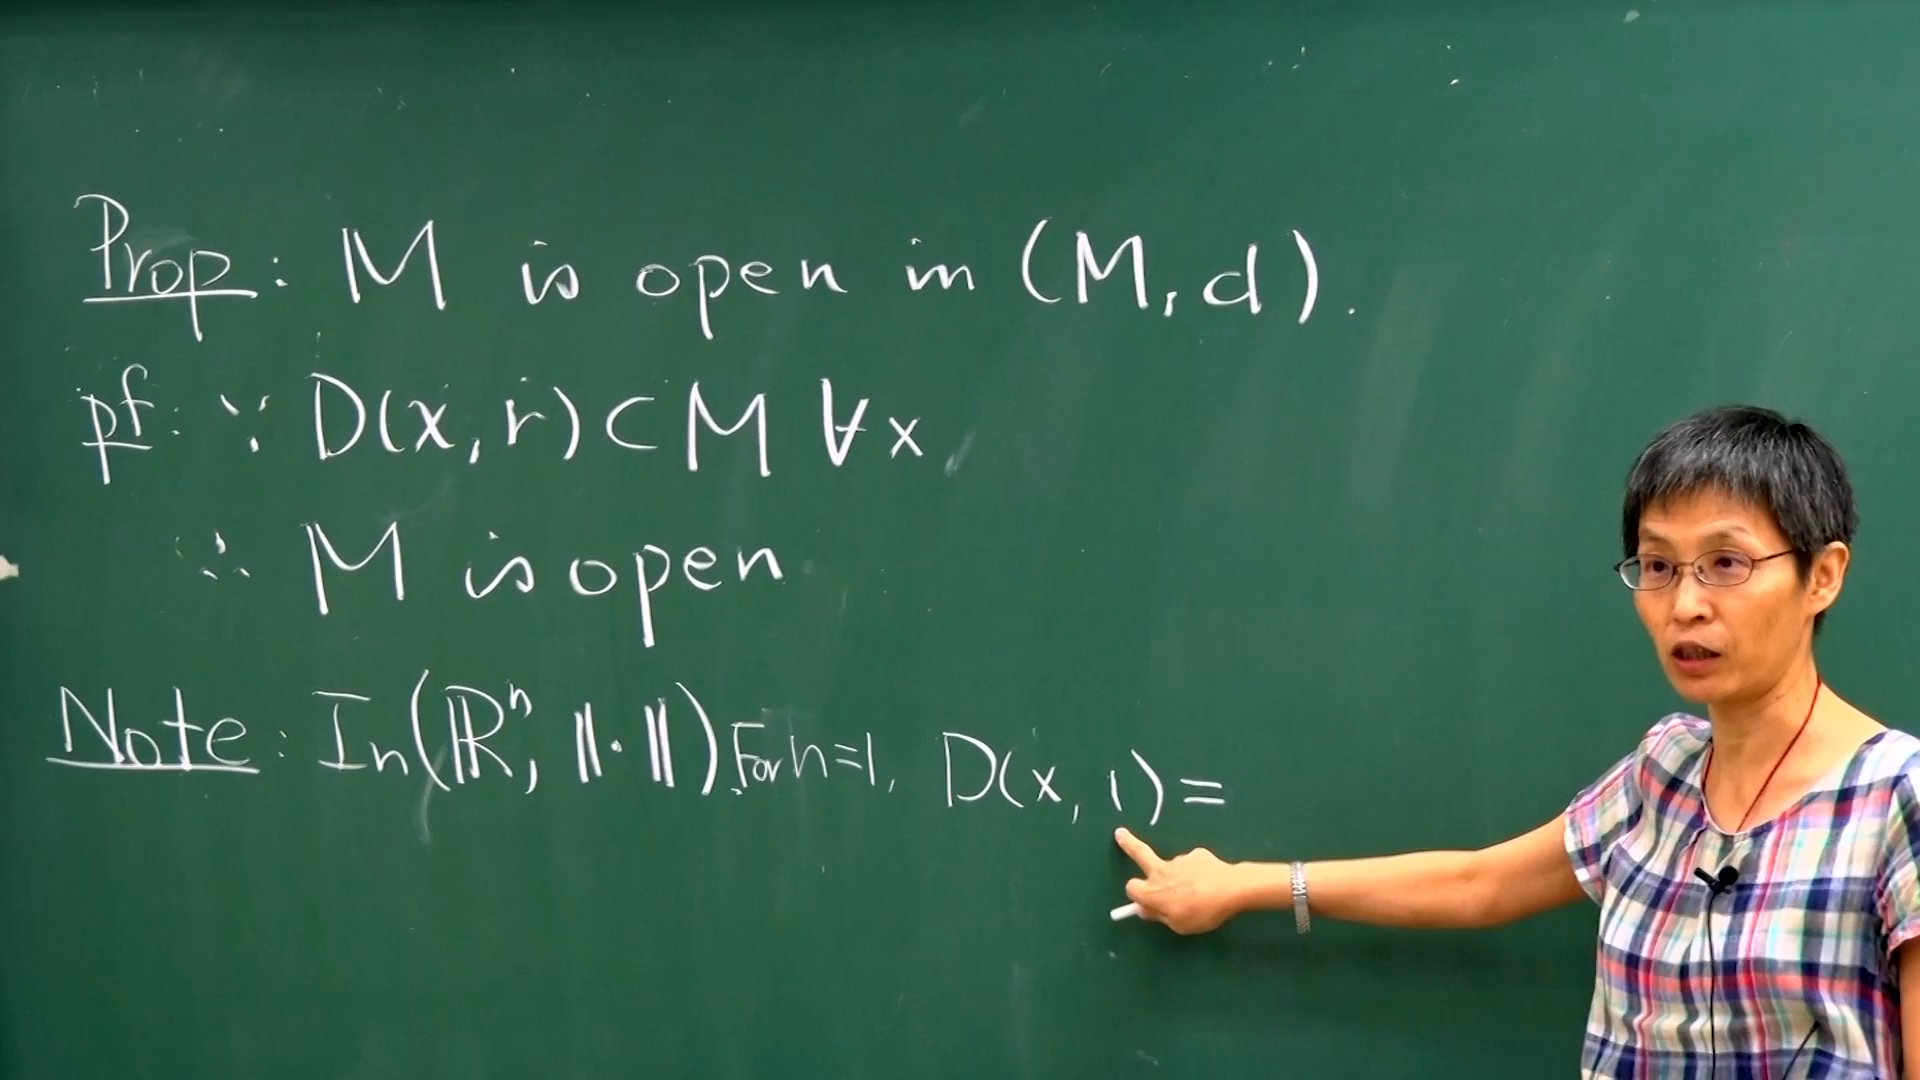 Prop: M is open in (M, d).
pf: ∵ D(x, r) ⊂ M ∀ x
∴ M is open
Note: In (ℝⁿ, ‖·‖). For n=1, D(x, 1) =